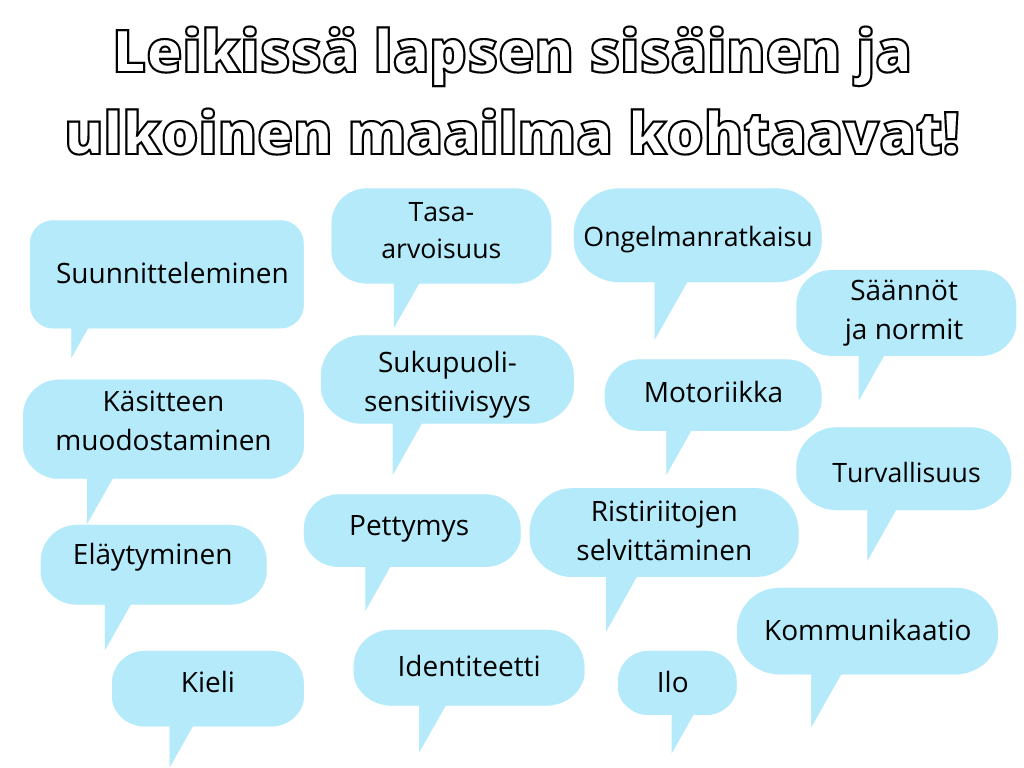 Leikissä lapsen sisäinen ja
ulkoinen maailma kohtaavat!
Suunnitteleminen
Tasa-
arvoisuus
Ongelmanratkaisu
Säännöt
ja normit
Käsitteen
muodostaminen
Sukupuoli-
sensitiivisyys
Motoriikka
Turvallisuus
Eläytyminen
Pettymys
Ristiriitojen
selvittäminen
Kommunikaatio
Kieli
Identiteetti
Ilo